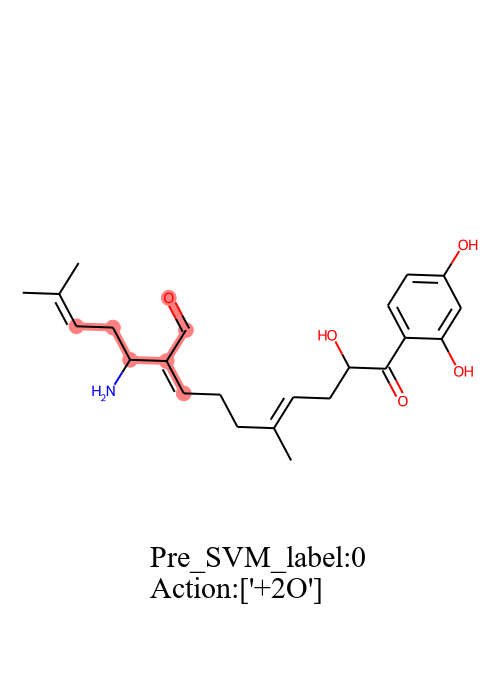 OH
O
HO
H2N
OH
O
Pre_SVM_label:0
Action:['+2O']